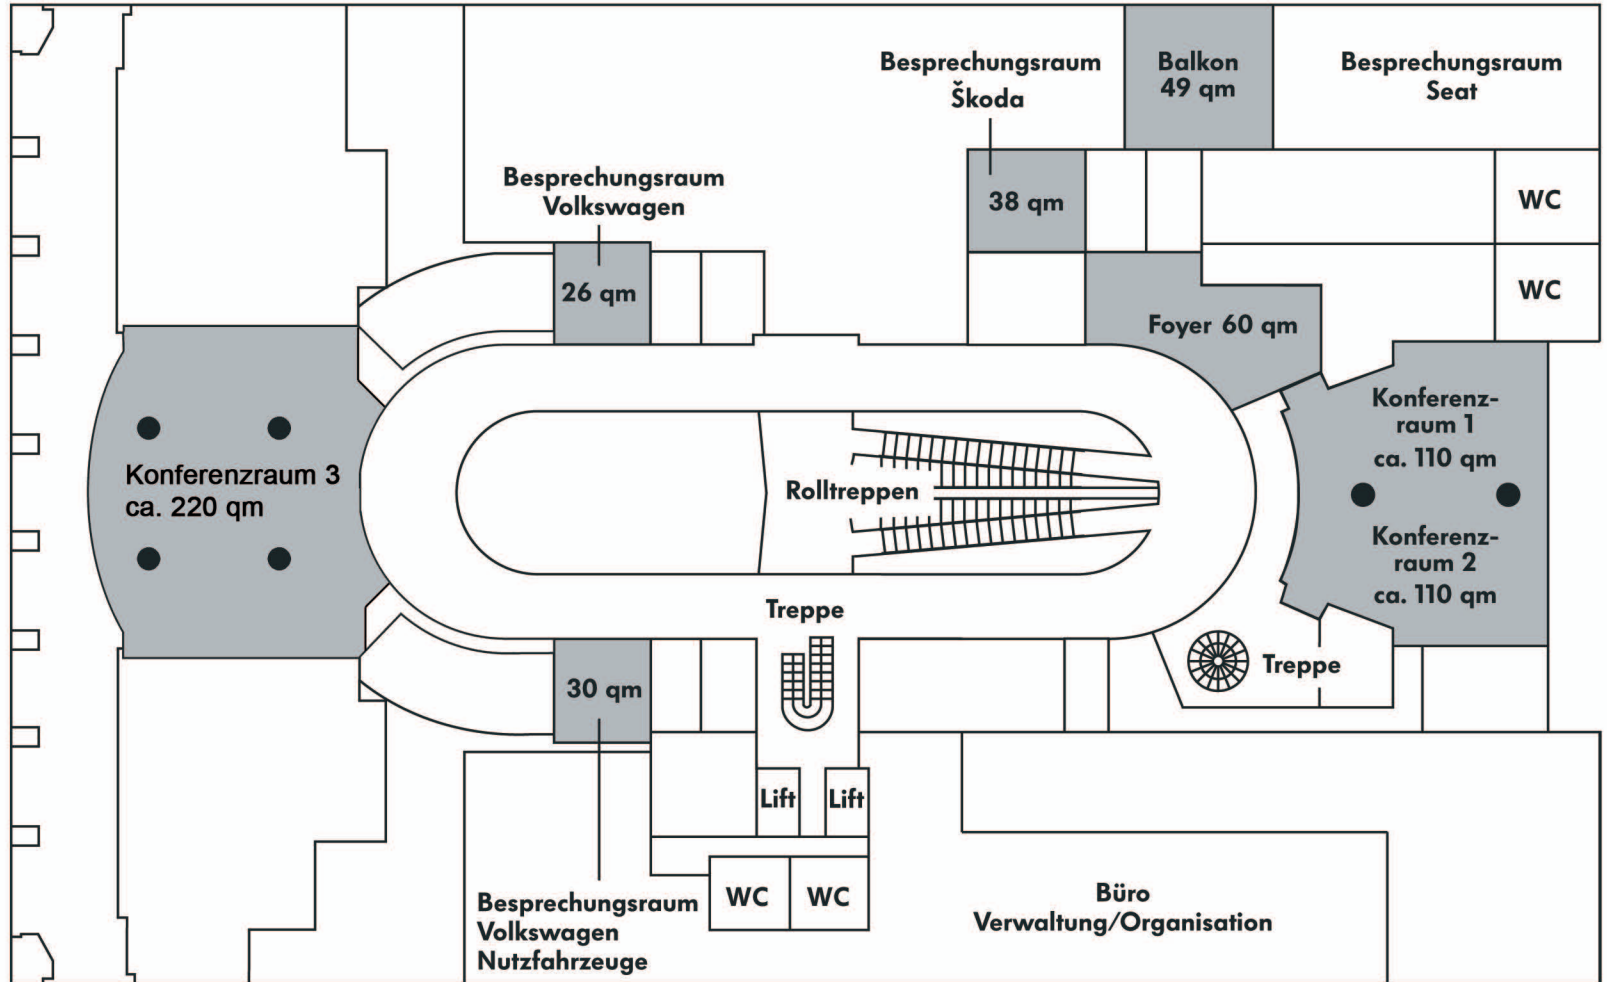 Besprechungsraum
Škoda
Balkon
49 qm
Besprechungsraum
Seat
Besprechungsraum
Volkswagen
38 qm
WC
26 qm
WC
Foyer 60 qm
Konferenzraum 3
ca. 220 qm
Rolltreppen
Konferenz-
raum 1
ca. 110 qm
Konferenz-
raum 2
ca. 110 qm
Treppe
Treppe
30 qm
Lift
Lift
Besprechungsraum
Volkswagen
Nutzfahrzeuge
WC
WC
Büro
Verwaltung/Organisation